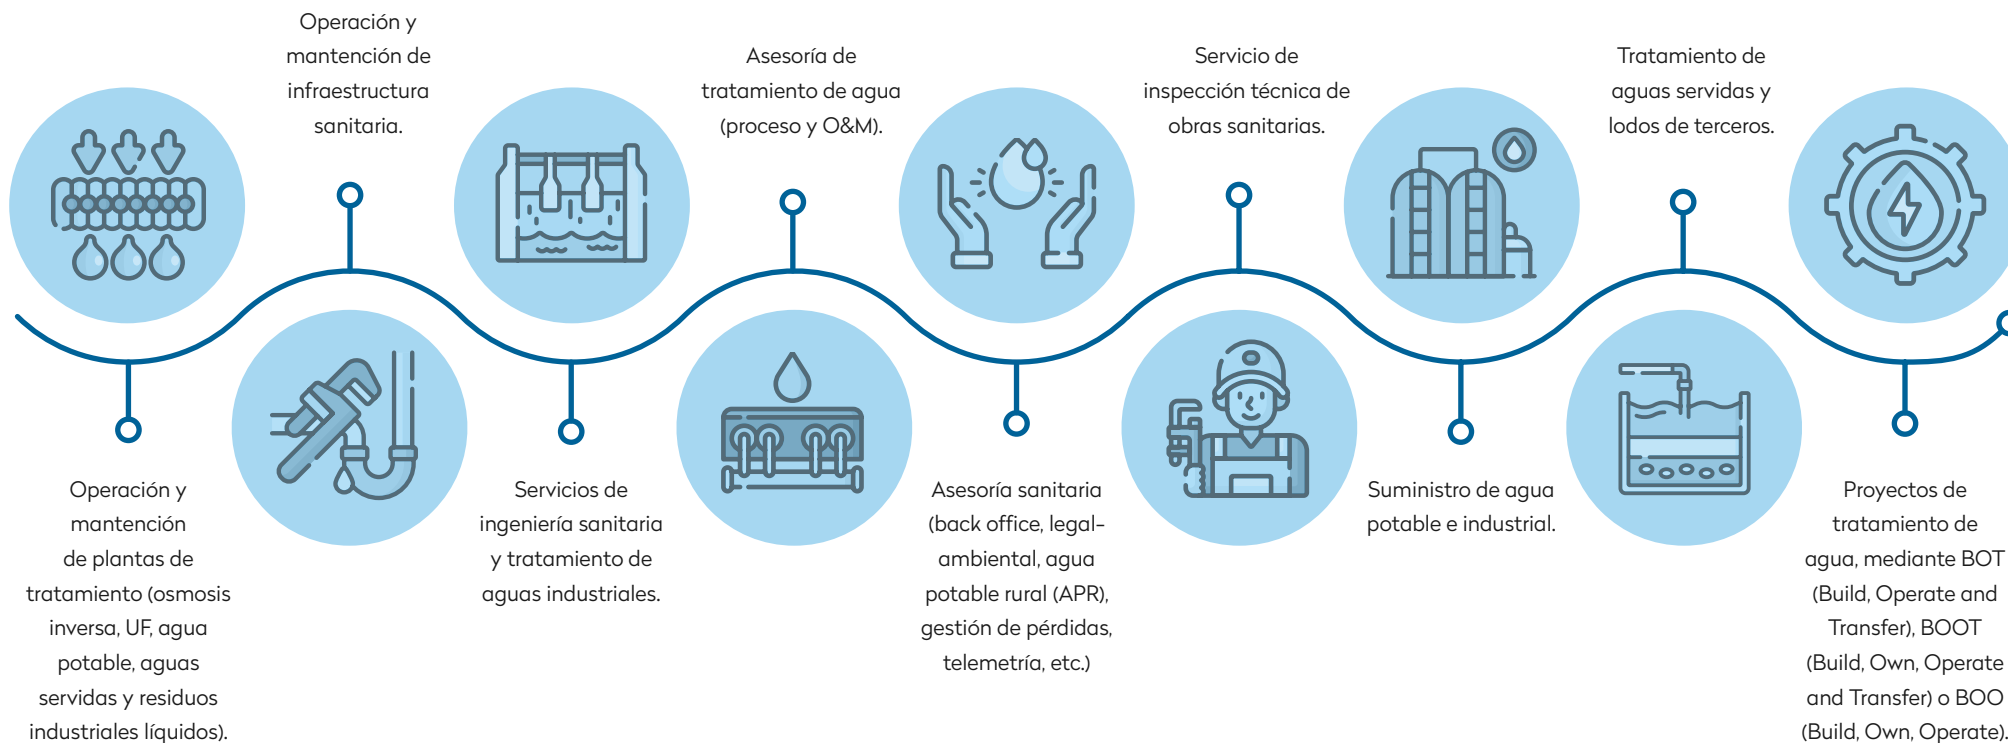 Operación y
mantención
de plantas de
tratamiento (osmosis
inversa, UF, agua
potable, aguas
servidas y residuos
industriales líquidos).
Operación y
mantención de
infraestructura
sanitaria.
Servicios de
ingeniería sanitaria
y tratamiento de
aguas industriales.
Asesoría de
tratamiento de agua
(proceso y O&M).
Asesoría sanitaria
(back office, legal-
ambiental, agua
potable rural (APR),
gestión de pérdidas,
telemetría, etc.)
Servicio de
inspección técnica de
obras sanitarias.
Suministro de agua
potable e industrial.
Tratamiento de
aguas servidas y
lodos de terceros.
Proyectos de
tratamiento de
agua, mediante BOT
(Build, Operate and
Transfer), BOOT
(Build, Own, Operate
and Transfer) o BOO
(Build, Own, Operate).